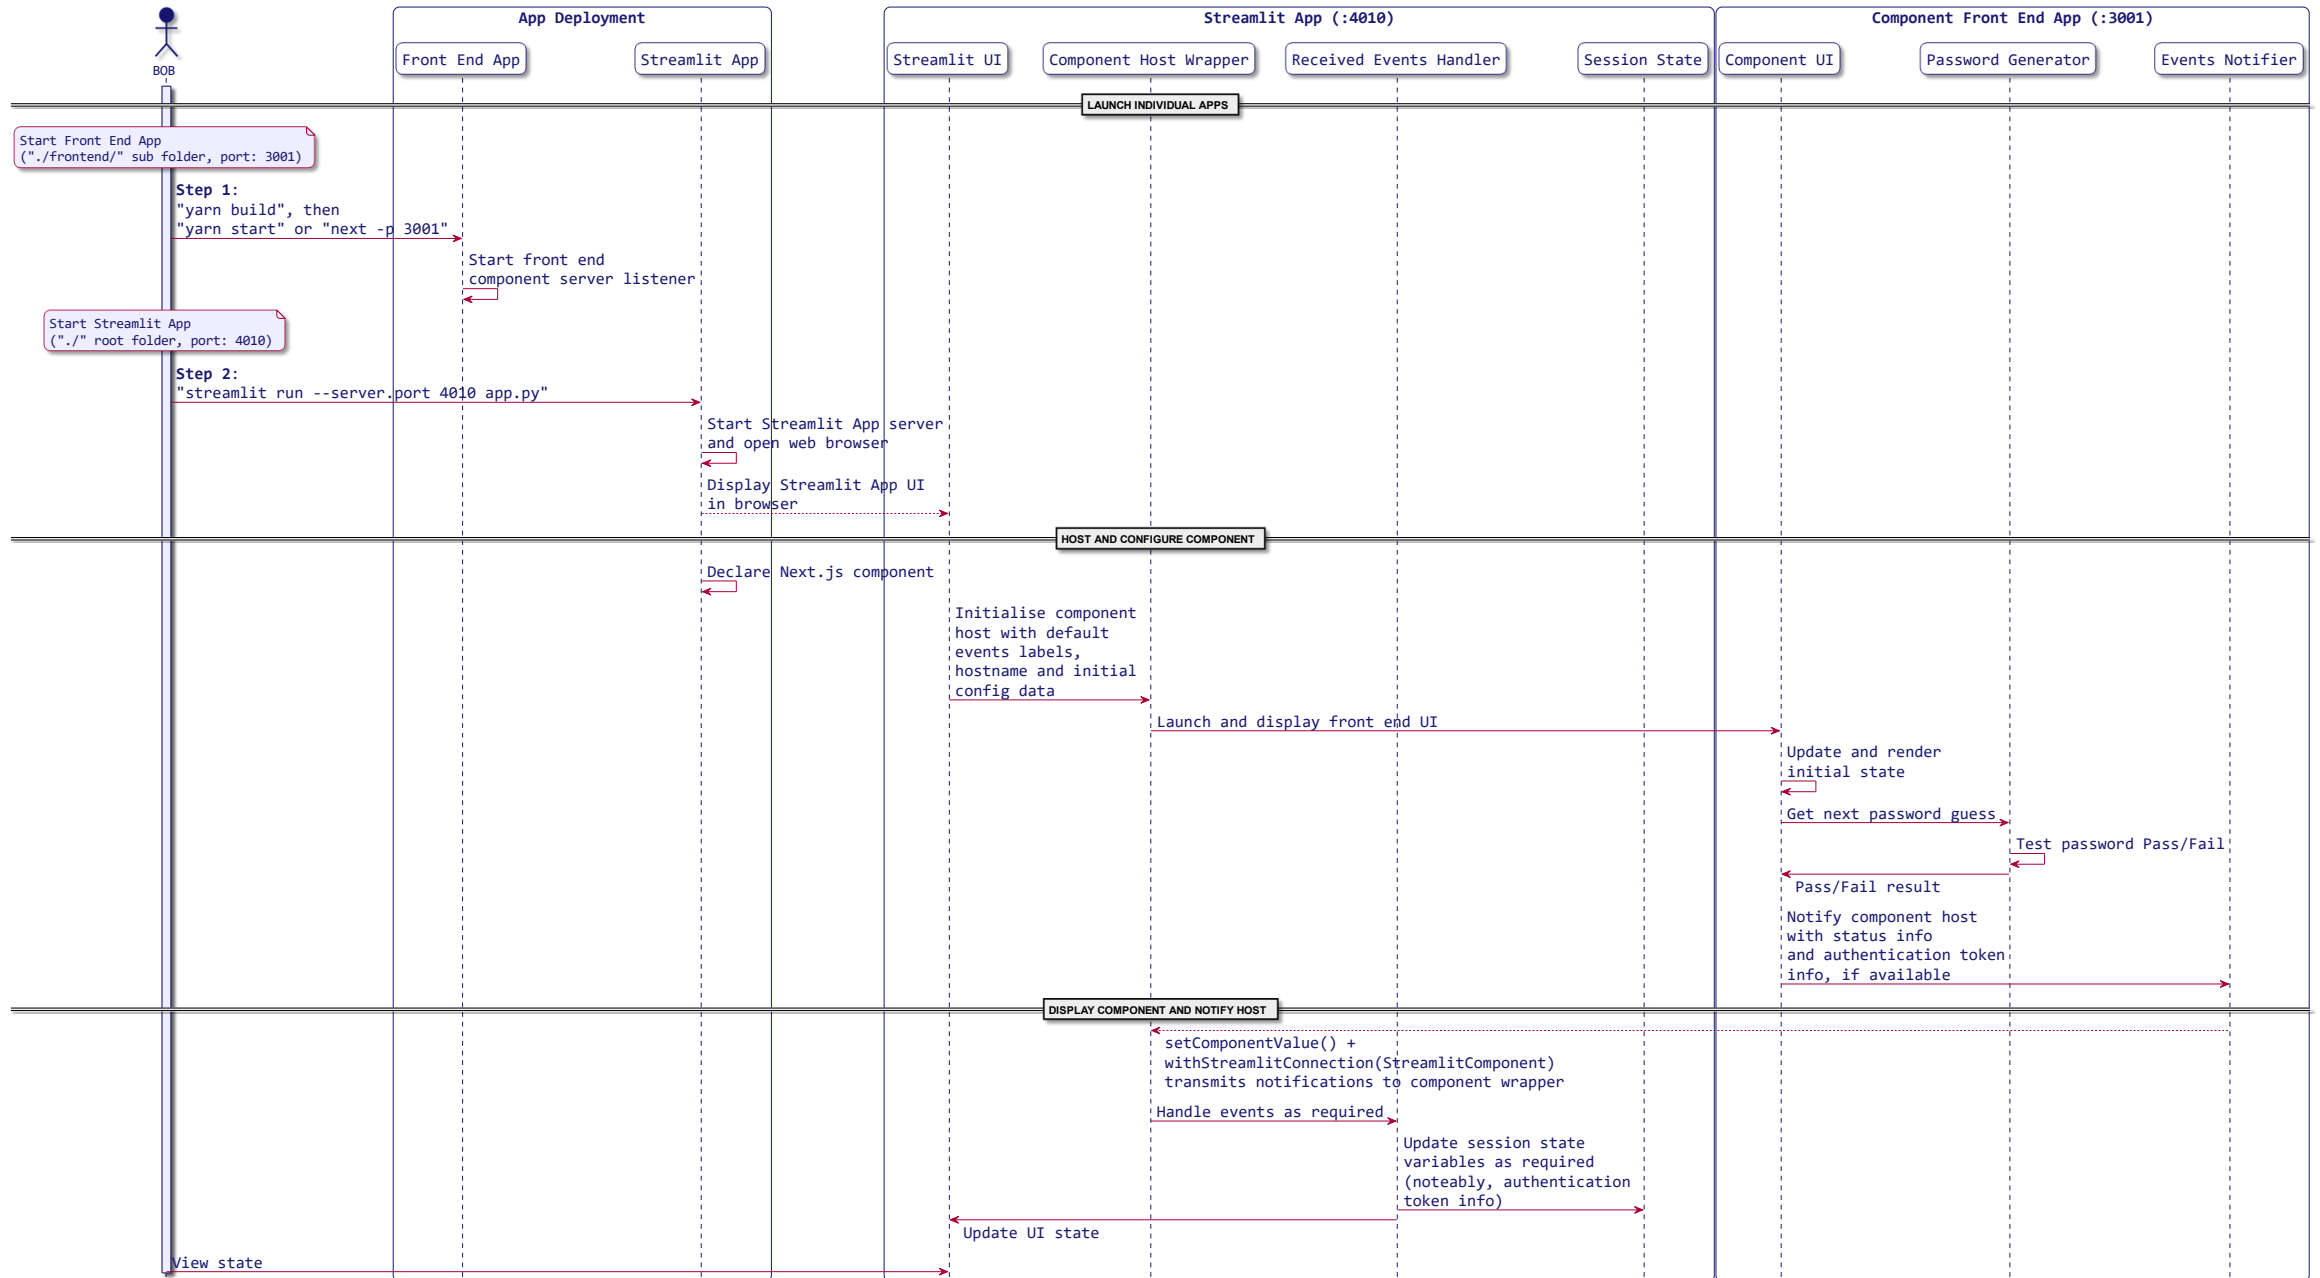 App Deployment
Streamlit App (:4010)
Component Front End App (:3001)
BOB
Front End App
Streamlit App
Streamlit UI
Component Host Wrapper
Received Events Handler
Session State
Component UI
Password Generator
Events Notifier
LAUNCH INDIVIDUAL APPS
Start Front End App
("./frontend/" sub folder, port: 3001)
Step 1:
"yarn build", then
"yarn start" or "next -p 3001"
Start front end
component server listener
Start Streamlit App
("./" root folder, port: 4010)
Step 2:
"streamlit run --server.port 4010 app.py"
Start Streamlit App server
and open web browser
Display Streamlit App UI
in browser
HOST AND CONFIGURE COMPONENT
Declare Next.js component
Initialise component
host with default
events labels,
hostname and initial
config data
Launch and display front end UI
Update and render
initial state
Get next password guess
Test password Pass/Fail
Pass/Fail result
Notify component host
with status info
and authentication token
info, if available
DISPLAY COMPONENT AND NOTIFY HOST
setComponentValue() +
withStreamlitConnection(StreamlitComponent)
transmits notifications to component wrapper
Handle events as required
Update session state
variables as required
(noteably, authentication
token info)
Update UI state
View state